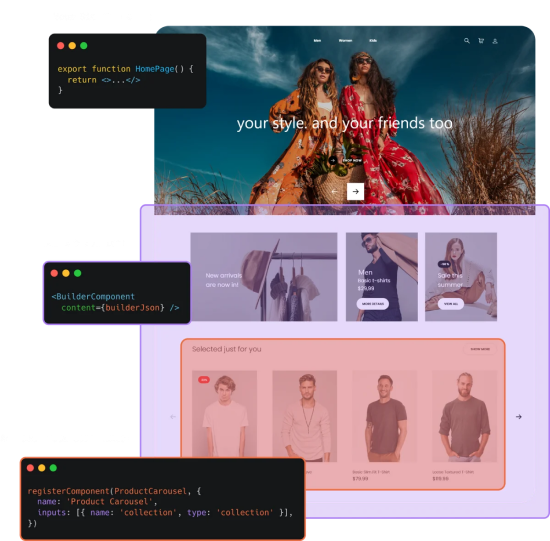 Men Women Kids
export function HomePage() {
return <>...</>
}
your style. and your friends too
SHOP NOW
New arrivals
are now in!
Men
Basic t-shirts
$79,99
MORE DETAILS
-50%
Sale this
summer
VIEW ALL
<BuilderComponent
content={builderJson} />
Selected just for you
SHOW MORE
Basic Slim Fit T-Shirt
$79.99
Loose Textured T-Shirt
$119.99
registerComponent(ProductCarousel, {
name: 'Product Carousel',
inputs: [{ name: 'collection', type: 'collection' }],
})